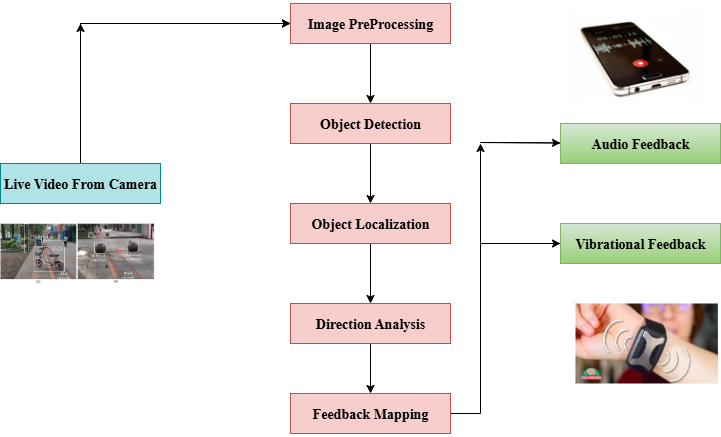 Image PreProcessing
Object Detection
Audio Feedback
Live Video From Camera
Object Localization
Vibrational Feedback
Direction Analysis
Feedback Mapping